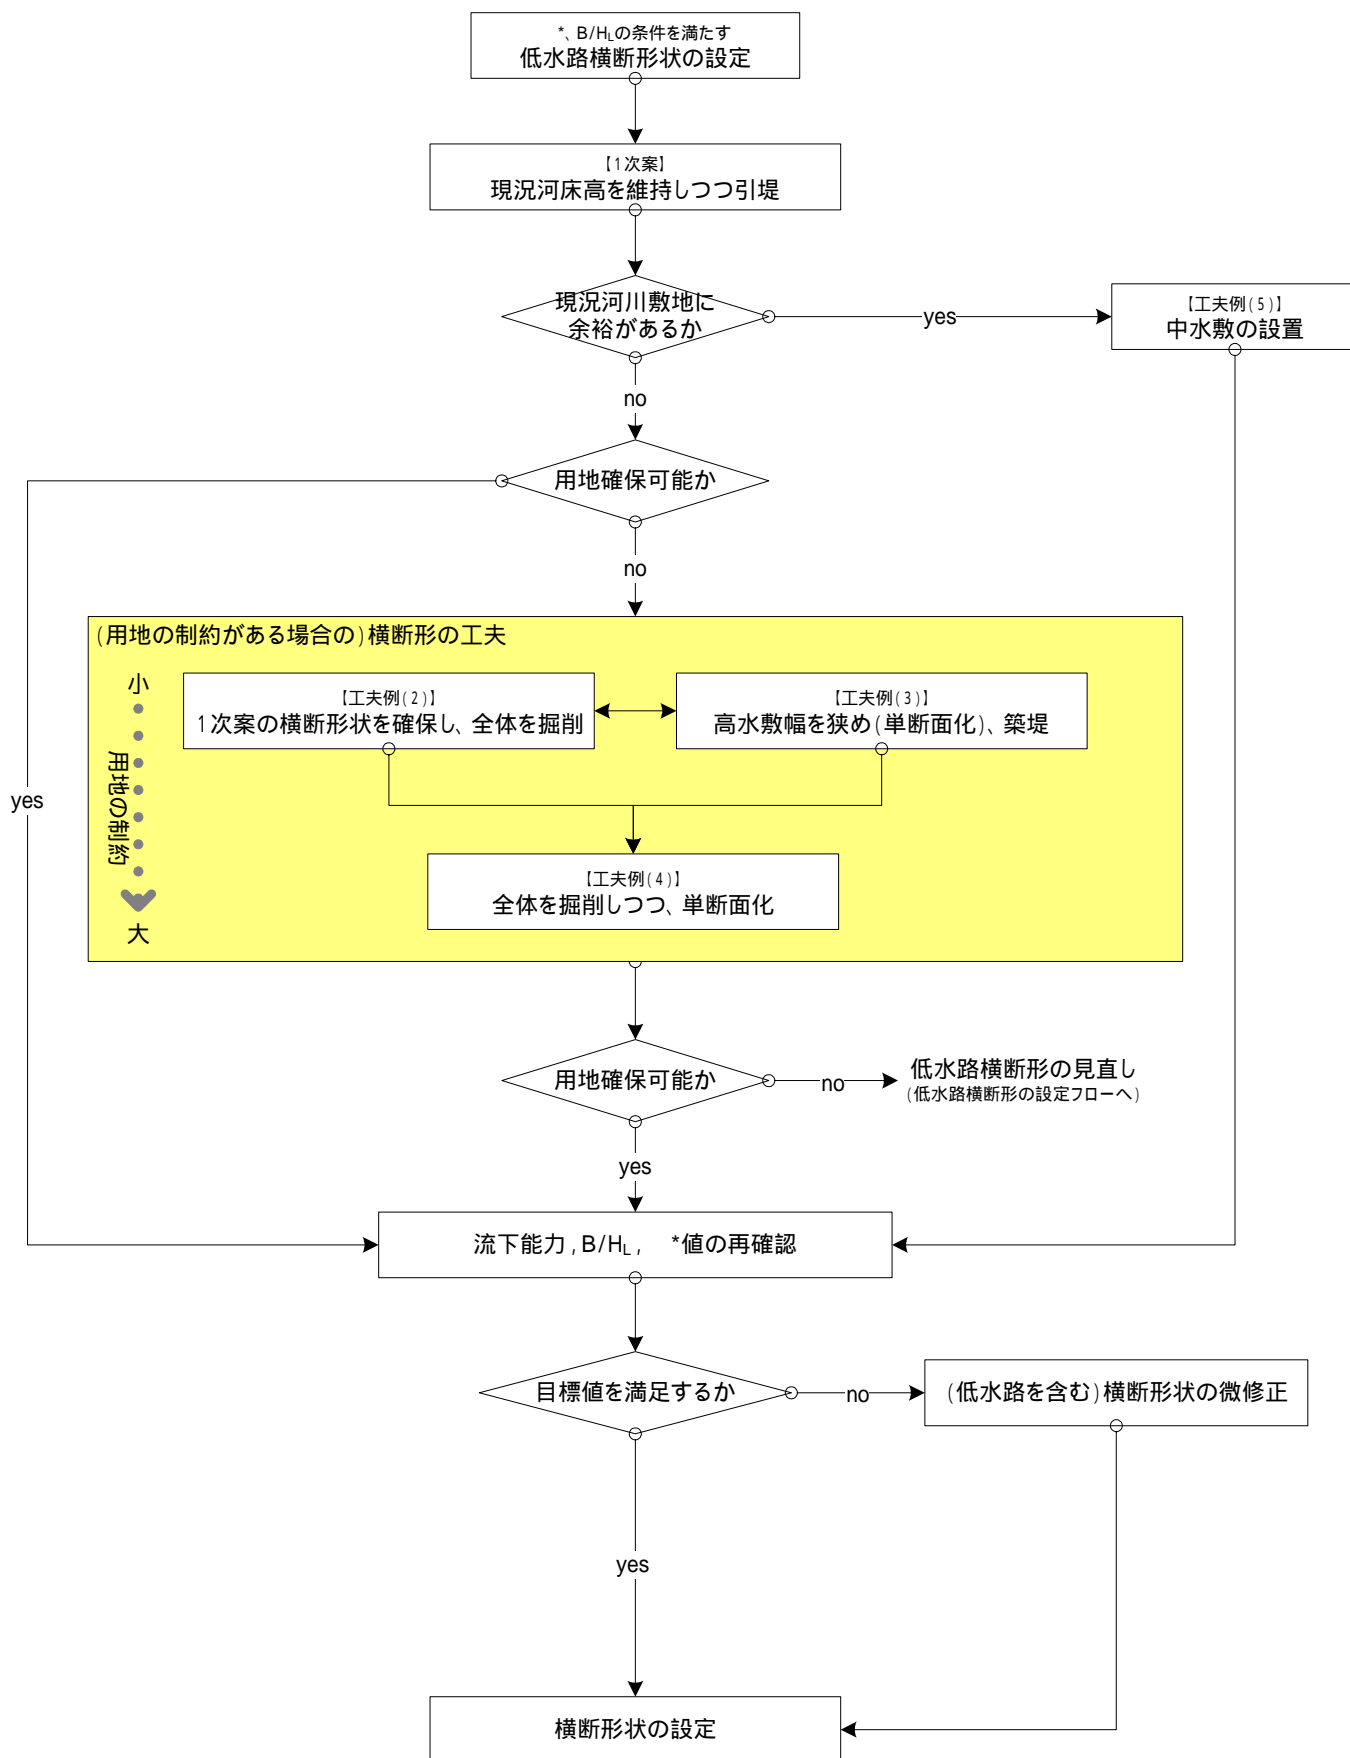 *、B/HLの条件を満たす
低水路横断形状の設定
【1次案】
現況河床高を維持しつつ引堤
現況河川敷地に
余裕があるか
yes
【工夫例(5)】
中水敷の設置
no
用地確保可能か
no
(用地の制約がある場合の)横断形の工夫
小
用地の制約
大
【工夫例(2)】
1次案の横断形状を確保し、全体を掘削
【工夫例(3)】
高水敷幅を狭め(単断面化)、築堤
【工夫例(4)】
全体を掘削しつつ、単断面化
yes
用地確保可能か
no
低水路横断形の見直し
(低水路横断形の設定フローへ)
yes
流下能力,B/HL, *値の再確認
目標値を満足するか
no
(低水路を含む)横断形状の微修正
yes
横断形状の設定